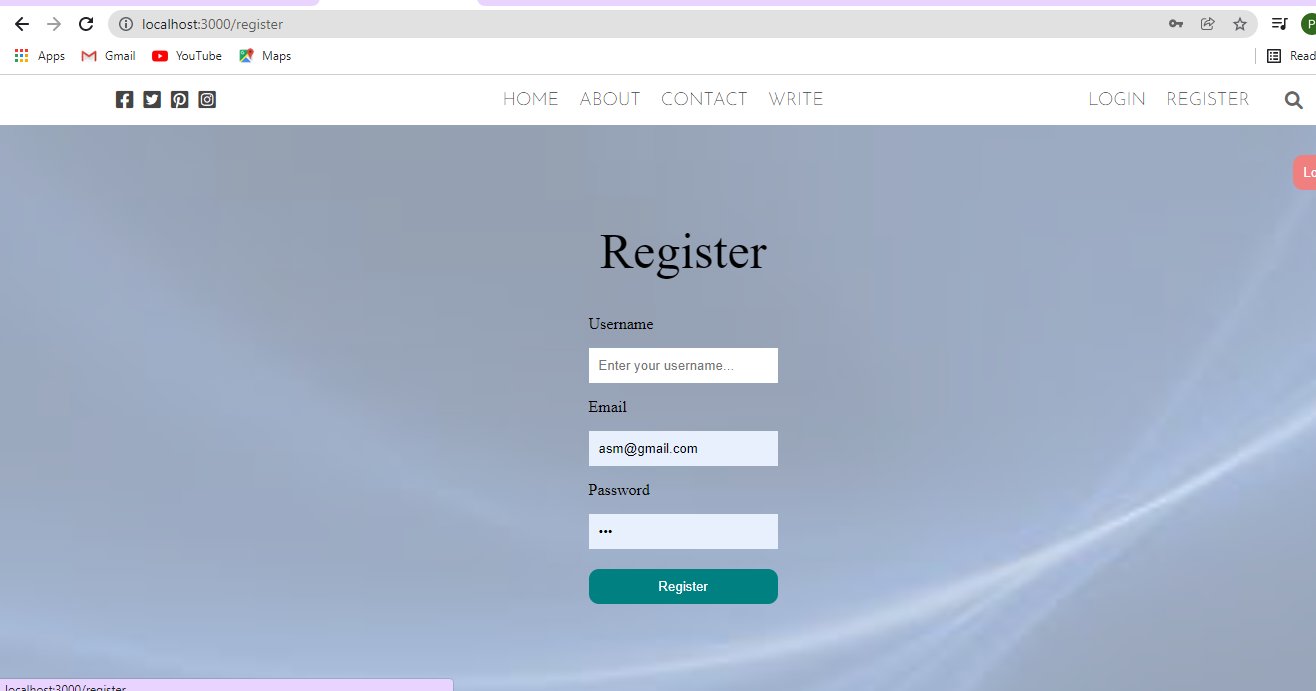 localhost:3000/register
P
Apps Gmail YouTube Maps Read
HOME ABOUT CONTACT WRITE LOGIN REGISTER
Lo
Register
Username
Enter your username...
Email
asm@gmail.com
Password
•••
Register
localhost:3000/register